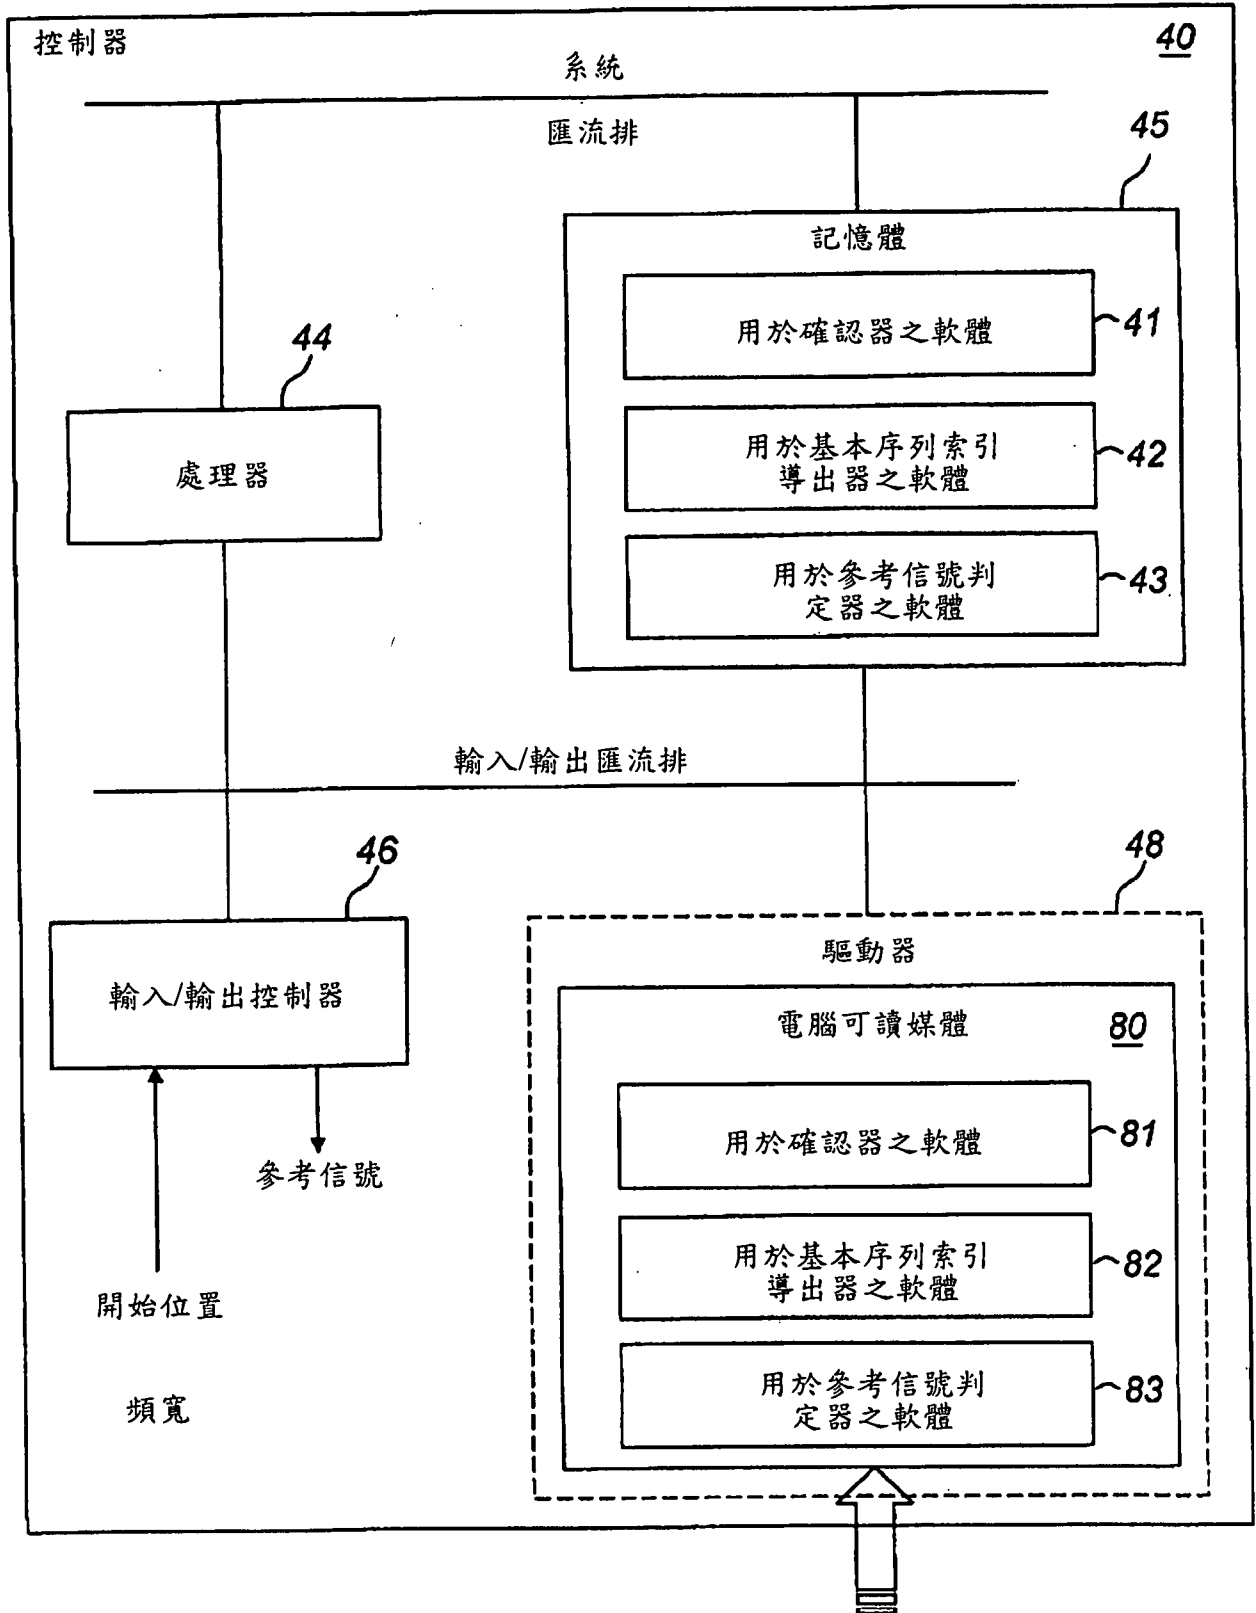 控制器
40
系統
匯流排
45
記憶體
用於確認器之軟體
41
44
處理器
用於基本序列索引
導出器之軟體
42
用於參考信號判
定器之軟體
43
輸入/輸出匯流排
46
輸入/輸出控制器
參考信號
開始位置
頻寬
48
驅動器
電腦可讀媒體
80
用於確認器之軟體
81
用於基本序列索引
導出器之軟體
82
用於參考信號判
定器之軟體
83